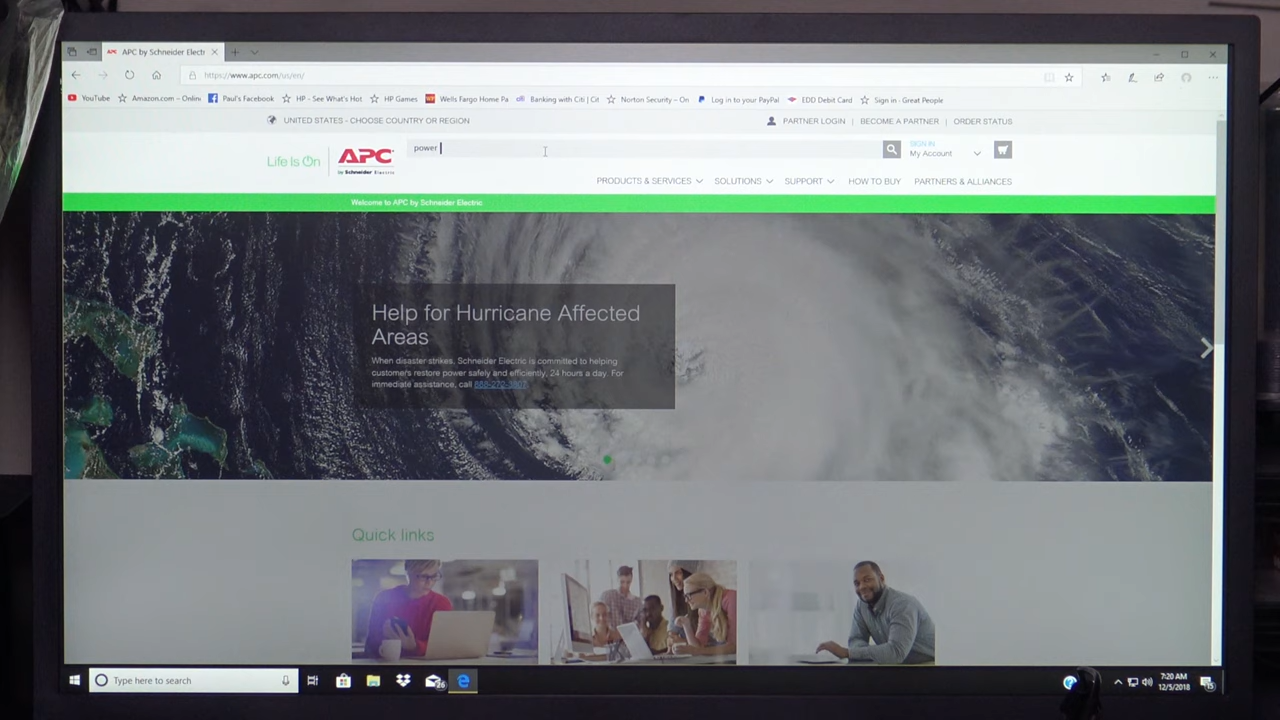 APC by Schneider Electr
https://www.apc.com/us/en/
YouTube
Amazon.com – Onlin
Paul's Facebook
HP - See What's Hot
HP Games
Wells Fargo Home Pa
Banking with Citi | Cit
Norton Security – On
Log in to your PayPal
EDD Debit Card
Sign in - Great People
UNITED STATES - CHOOSE COUNTRY OR REGION
PARTNER LOGIN | BECOME A PARTNER | ORDER STATUS
Life Is On
APC
by Schneider Electric
power
SIGN IN
My Account
PRODUCTS & SERVICES
SOLUTIONS
SUPPORT
HOW TO BUY
PARTNERS & ALLIANCES
Welcome to APC by Schneider Electric
Help for Hurricane Affected
Areas
When disaster strikes, Schneider Electric is committed to helping
customers restore power safely and efficiently, 24 hours a day. For
immediate assistance, call
Quick links
Type here to search
26
7:20 AM
12/5/2018
15